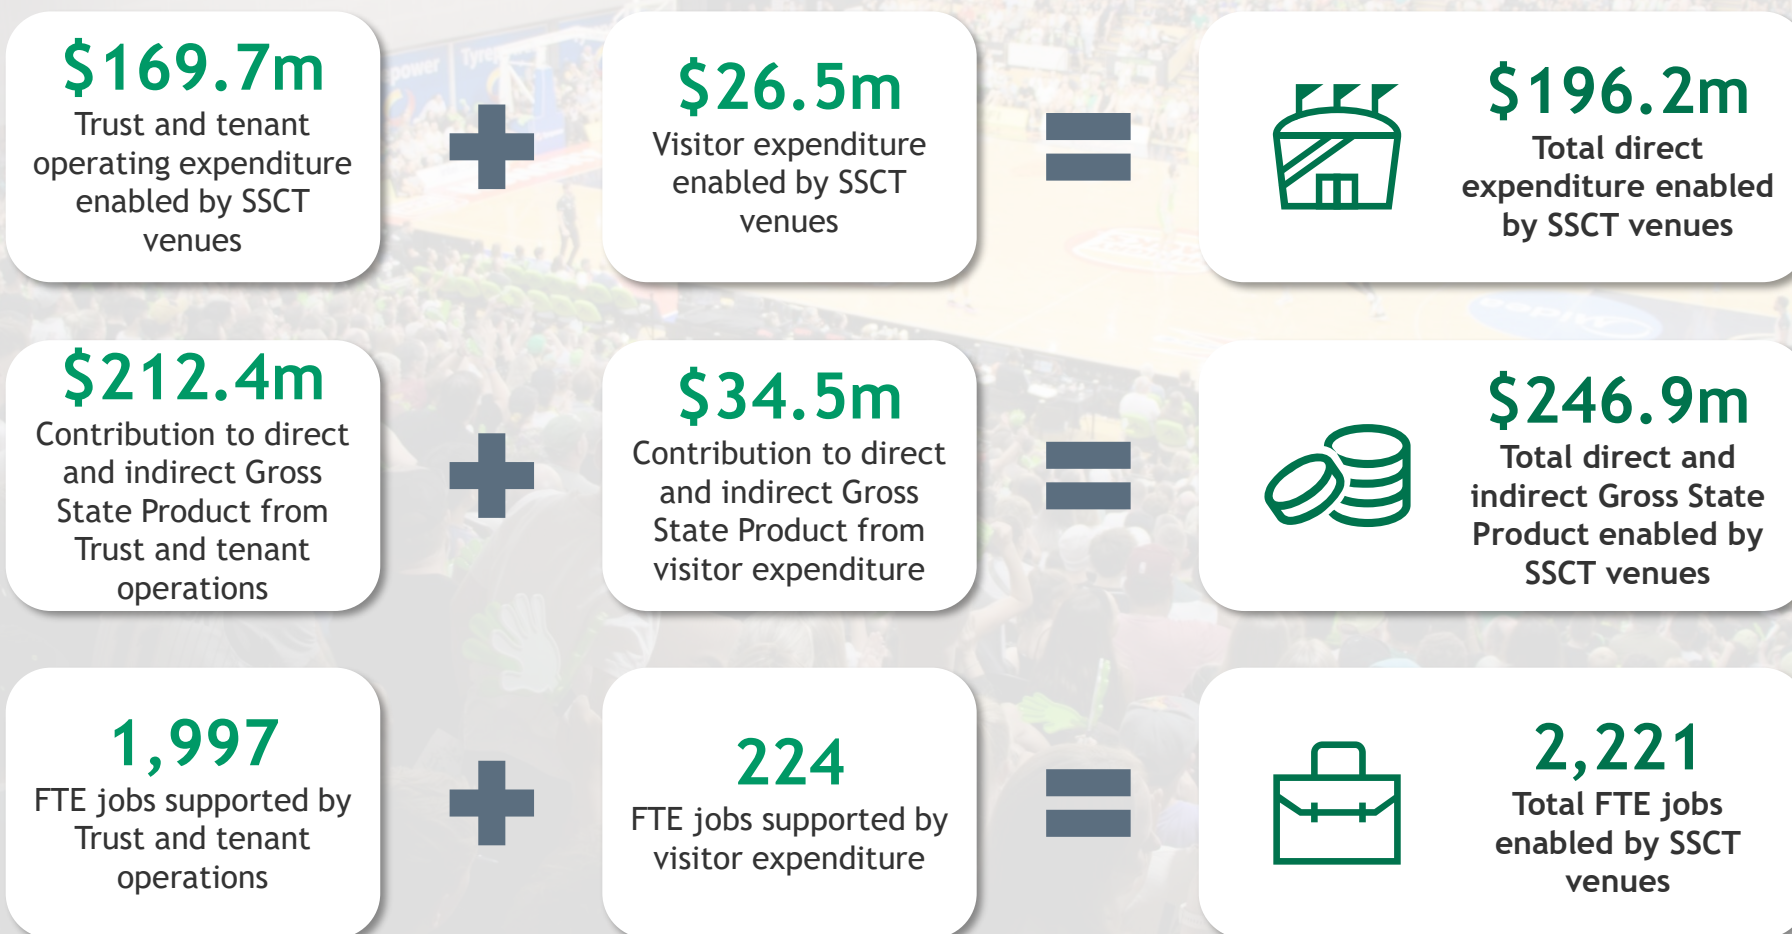 $169.7m
Trust and tenant
operating expenditure
enabled by SSCT
venues
$26.5m
Visitor expenditure
enabled by SSCT
venues
$196.2m
Total direct
expenditure enabled
by SSCT venues
$212.4m
Contribution to direct
and indirect Gross
State Product from
Trust and tenant
operations
$34.5m
Contribution to direct
and indirect Gross
State Product from
visitor expenditure
$246.9m
Total direct and
indirect Gross State
Product enabled by
SSCT venues
1,997
FTE jobs supported by
Trust and tenant
operations
224
FTE jobs supported by
visitor expenditure
2,221
Total FTE jobs
enabled by SSCT
venues